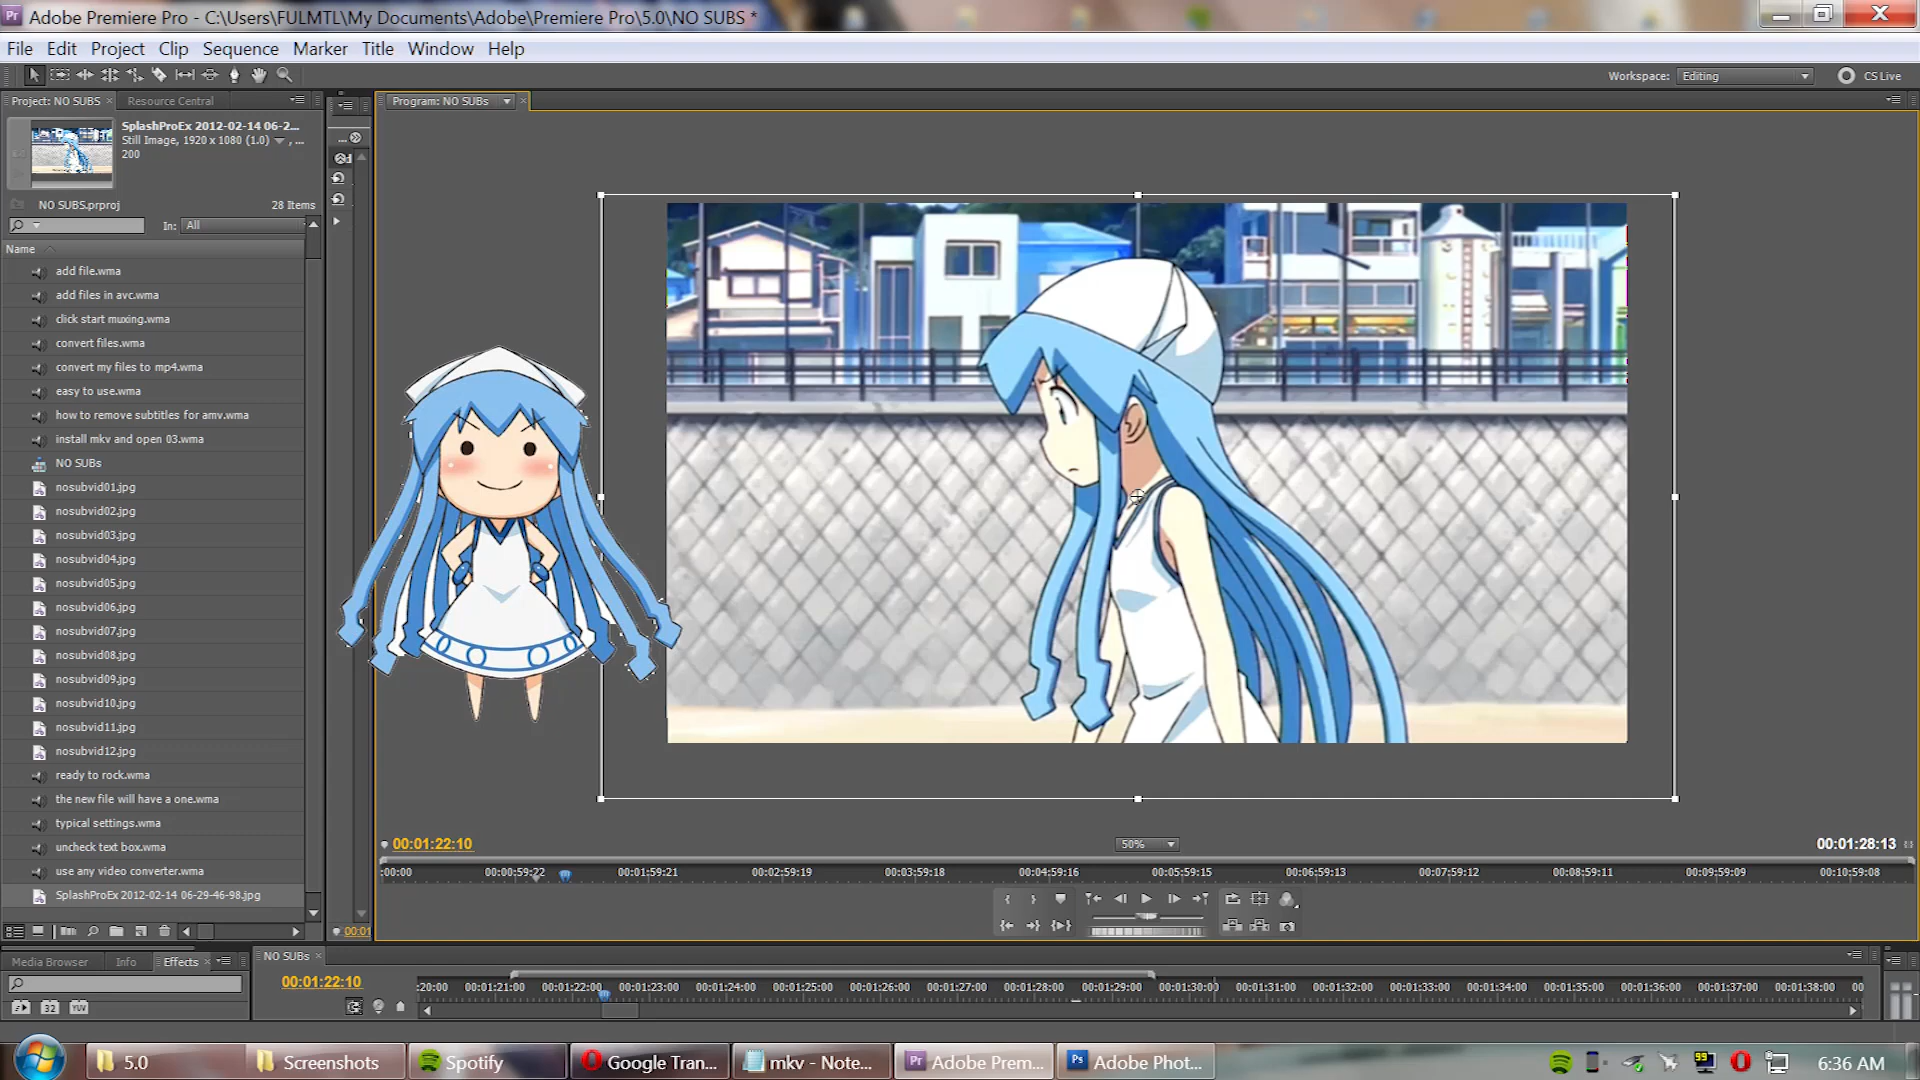 Adobe Premiere Pro - C:\Users\FULMTL\My Documents\Adobe\Premiere Pro\5.0\NO SUBS *
File Edit Project Clip Sequence Marker Title Window Help
Workspace: Editing CS Live
Project: NO SUBS Resource Central
Program: NO SUBs
SplashProEx 2012-02-14 06-2...
Still Image, 1920 x 1080 (1.0) , ...
200
NO SUBS.prproj 28 Items
In: All
Name
add file.wma
add files in avc.wma
click start muxing.wma
convert files.wma
convert my files to mp4.wma
easy to use.wma
how to remove subtitles for amv.wma
install mkv and open 03.wma
NO SUBs
nosubvid01.jpg
nosubvid02.jpg
nosubvid03.jpg
nosubvid04.jpg
nosubvid05.jpg
nosubvid06.jpg
nosubvid07.jpg
nosubvid08.jpg
nosubvid09.jpg
nosubvid10.jpg
nosubvid11.jpg
nosubvid12.jpg
ready to rock.wma
the new file will have a one.wma
typical settings.wma
uncheck text box.wma
use any video converter.wma
SplashProEx 2012-02-14 06-29-46-98.jpg
00:01:22:10 50% 00:01:28:13
:00:00 00:00:59:22 00:01:59:21 00:02:59:19 00:03:59:18 00:04:59:16 00:05:59:15 00:06:59:13 00:07:59:12 00:08:59:11 00:09:59:09 00:10:59:08
00:01
Media Browser Info Effects
NO SUBs
00:01:22:10
:20:00 00:01:21:00 00:01:22:00 00:01:23:00 00:01:24:00 00:01:25:00 00:01:26:00 00:01:27:00 00:01:28:00 00:01:29:00 00:01:30:00 00:01:31:00 00:01:32:00 00:01:33:00 00:01:34:00 00:01:35:00 00:01:36:00 00:01:37:00 00:01:38:00 00
32 YUV
5.0 Screenshots Spotify Google Tran... mkv - Note... Adobe Prem... Adobe Phot...
99
6:36 AM